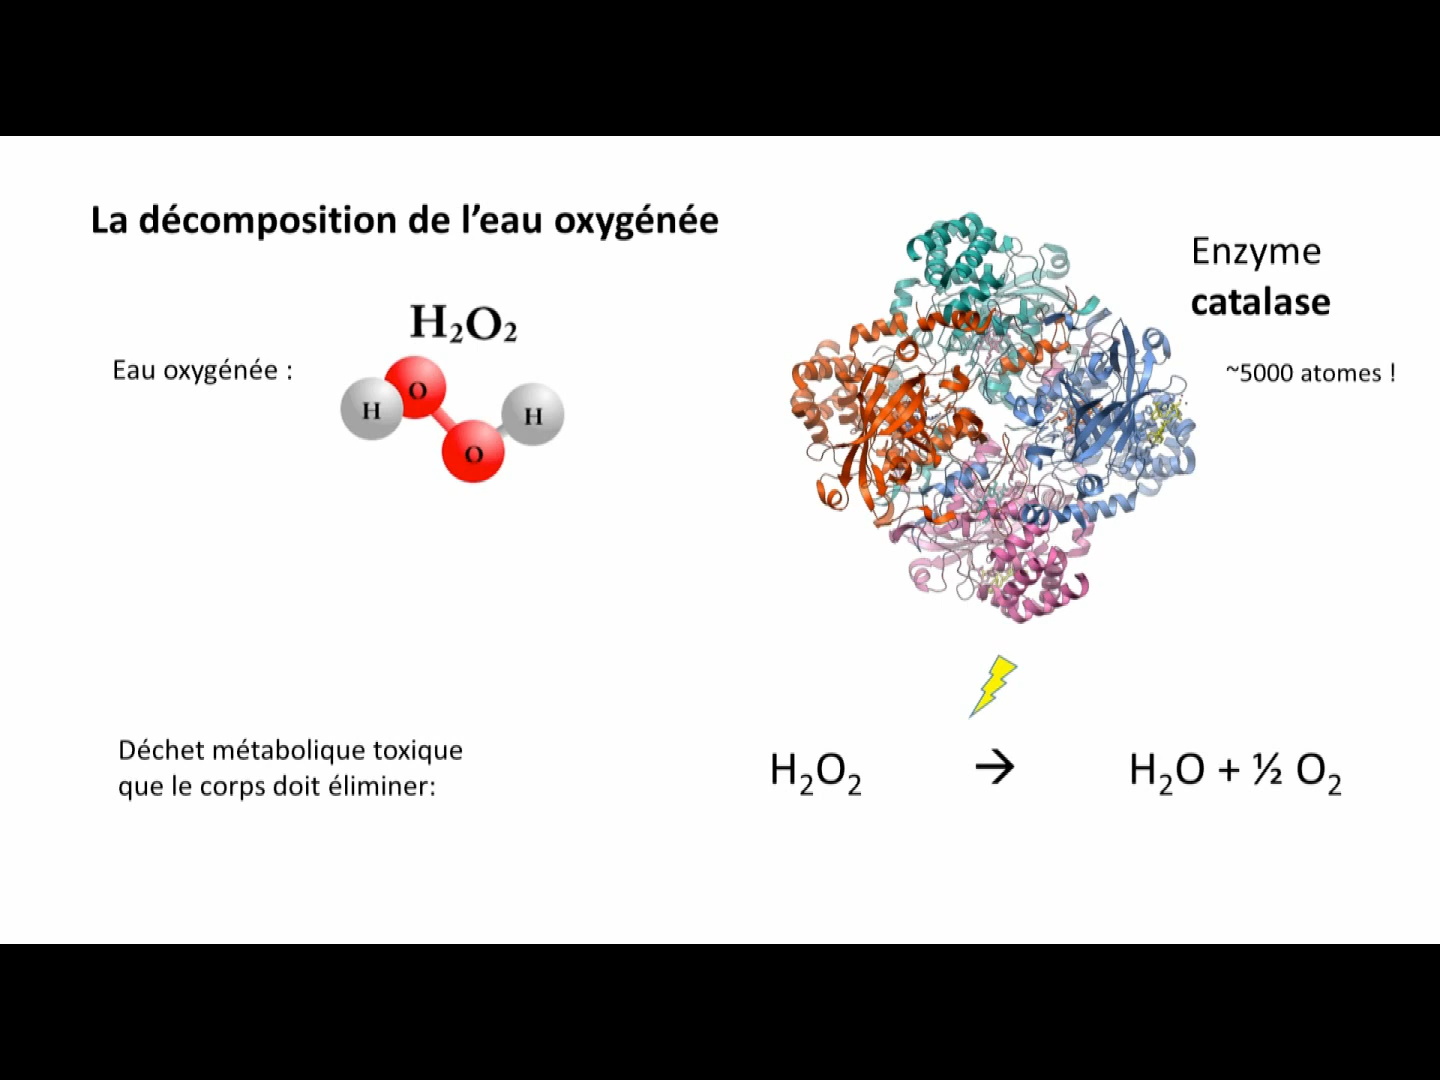 La décomposition de l'eau oxygénée
H₂O₂
Eau oxygénée :
H
O
O
H
Enzyme
catalase
~5000 atomes !
Déchet métabolique toxique
que le corps doit éliminer:
H₂O₂ → H₂O + ½ O₂